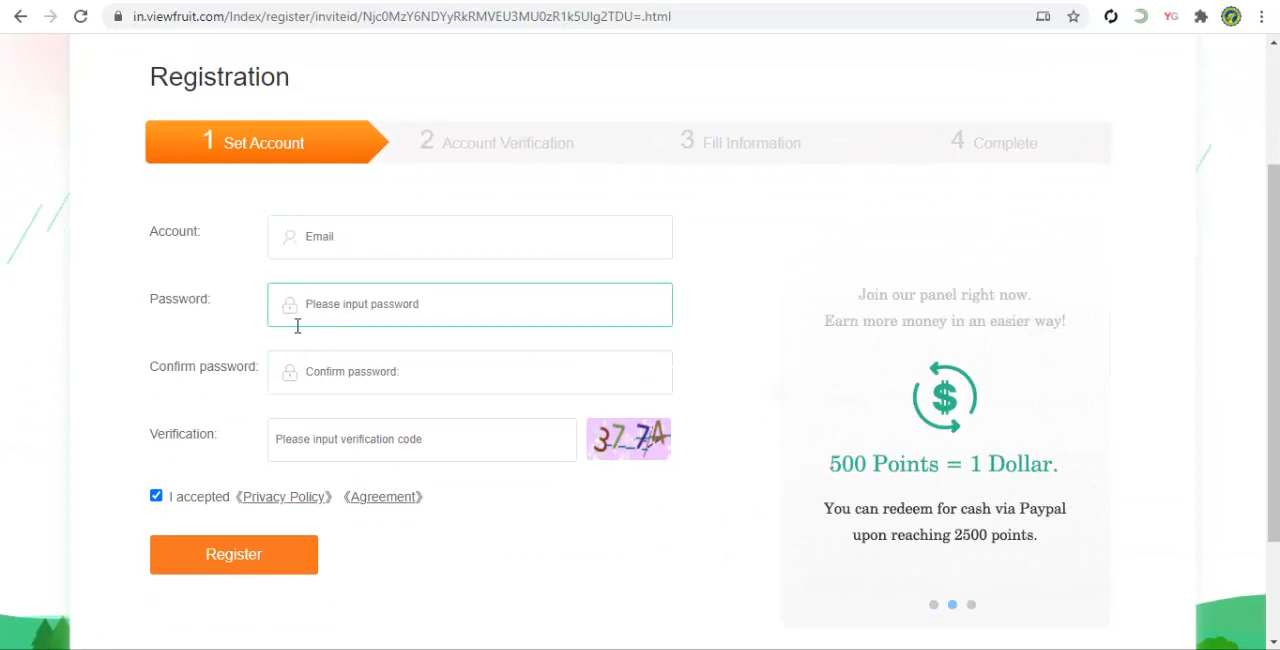 in.viewfruit.com/Index/register/inviteid/Njc0MzY6NDYyRkRMVEU3MU0zR1k5Ulg2TDU=.html
YG
Registration
1 Set Account
2 Account Verification
3 Fill Information
4 Complete
Account:
Email
Password:
Please input password
Confirm password:
Confirm password:
Verification:
Please input verification code
377A
I accepted 《Privacy Policy》 《Agreement》
Register
Join our panel right now.
Earn more money in an easier way!
$
500 Points = 1 Dollar.
You can redeem for cash via Paypal
upon reaching 2500 points.